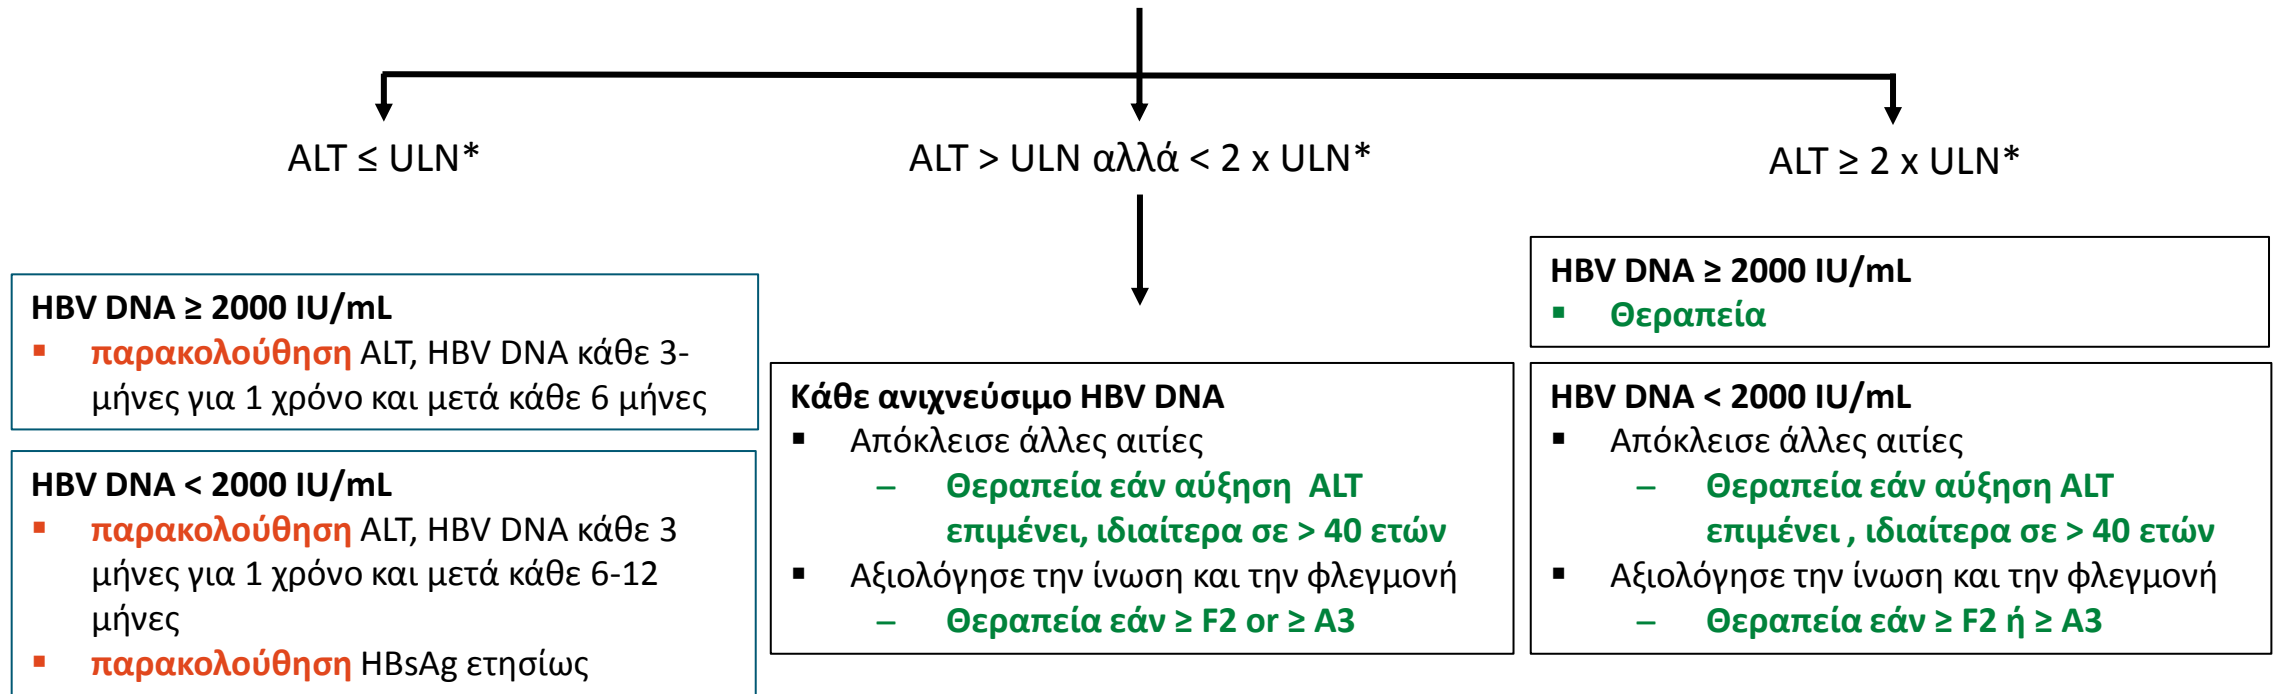 ALT ≤ ULN*
ALT > ULN αλλά < 2 x ULN*
ALT ≥ 2 x ULN*
HBV DNA ≥ 2000 IU/mL
▪ παρακολούθηση ALT, HBV DNA κάθε 3-
μήνες για 1 χρόνο και μετά κάθε 6 μήνες
HBV DNA < 2000 IU/mL
▪ παρακολούθηση ALT, HBV DNA κάθε 3
μήνες για 1 χρόνο και μετά κάθε 6-12
μήνες
▪ παρακολούθηση HBsAg ετησίως
Κάθε ανιχνεύσιμο HBV DNA
▪ Απόκλεισε άλλες αιτίες
– Θεραπεία εάν αύξηση ALT
επιμένει, ιδιαίτερα σε > 40 ετών
▪ Αξιολόγησε την ίνωση και την φλεγμονή
– Θεραπεία εάν ≥ F2 or ≥ A3
HBV DNA ≥ 2000 IU/mL
▪ Θεραπεία
HBV DNA < 2000 IU/mL
▪ Απόκλεισε άλλες αιτίες
– Θεραπεία εάν αύξηση ALT
επιμένει , ιδιαίτερα σε > 40 ετών
▪ Αξιολόγησε την ίνωση και την φλεγμονή
– Θεραπεία εάν ≥ F2 ή ≥ A3